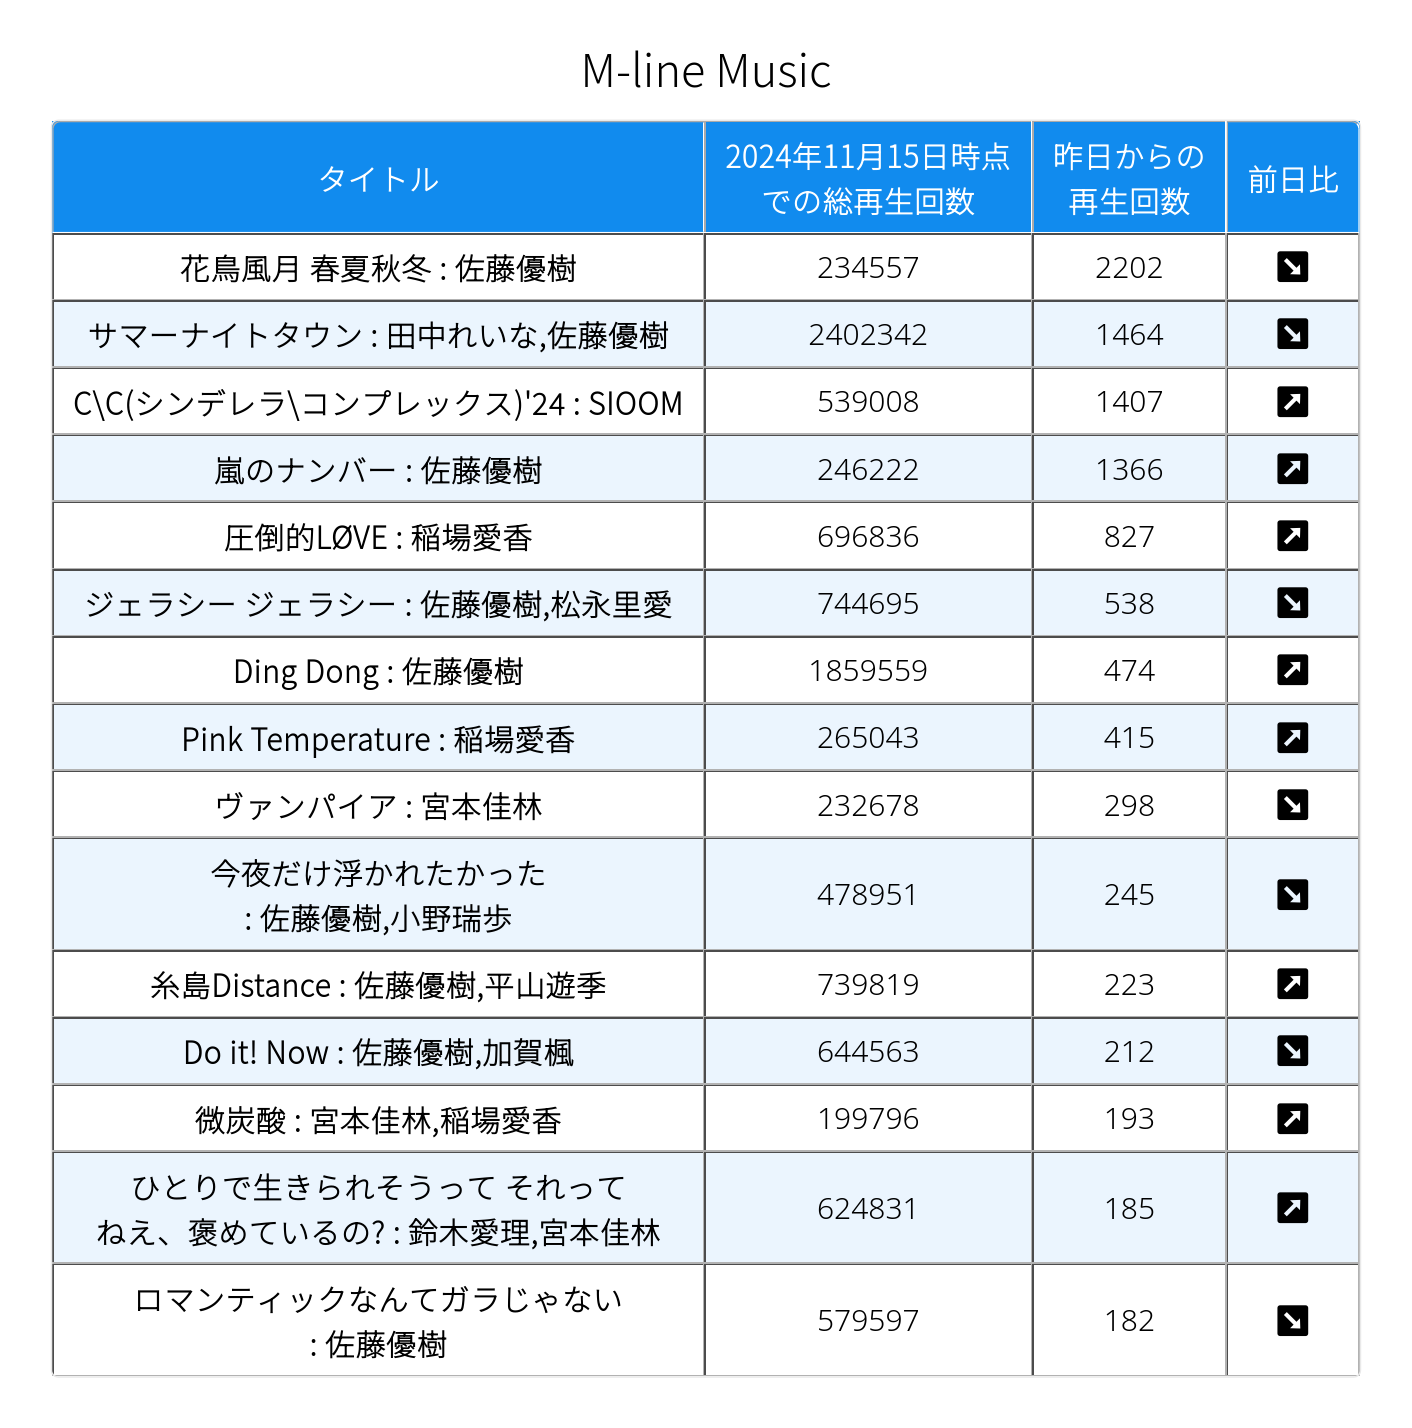 M-line Music
タイトル
2024年11月15日時点
での総再生回数
昨日からの
再生回数
前日比
花鳥風月 春夏秋冬 : 佐藤優樹 234557 2202 ↘
サマーナイトタウン : 田中れいな,佐藤優樹 2402342 1464 ↘
C\C(シンデレラ\コンプレックス)'24 : SIOOM 539008 1407 ↗
嵐のナンバー : 佐藤優樹 246222 1366 ↗
圧倒的LØVE : 稲場愛香 696836 827 ↗
ジェラシー ジェラシー : 佐藤優樹,松永里愛 744695 538 ↘
Ding Dong : 佐藤優樹 1859559 474 ↗
Pink Temperature : 稲場愛香 265043 415 ↗
ヴァンパイア : 宮本佳林 232678 298 ↘
今夜だけ浮かれたかった
: 佐藤優樹,小野瑞歩 478951 245 ↘
糸島Distance : 佐藤優樹,平山遊季 739819 223 ↗
Do it! Now : 佐藤優樹,加賀楓 644563 212 ↘
微炭酸 : 宮本佳林,稲場愛香 199796 193 ↗
ひとりで生きられそうって それって
ねえ、褒めているの? : 鈴木愛理,宮本佳林 624831 185 ↗
ロマンティックなんてガラじゃない
: 佐藤優樹 579597 182 ↘